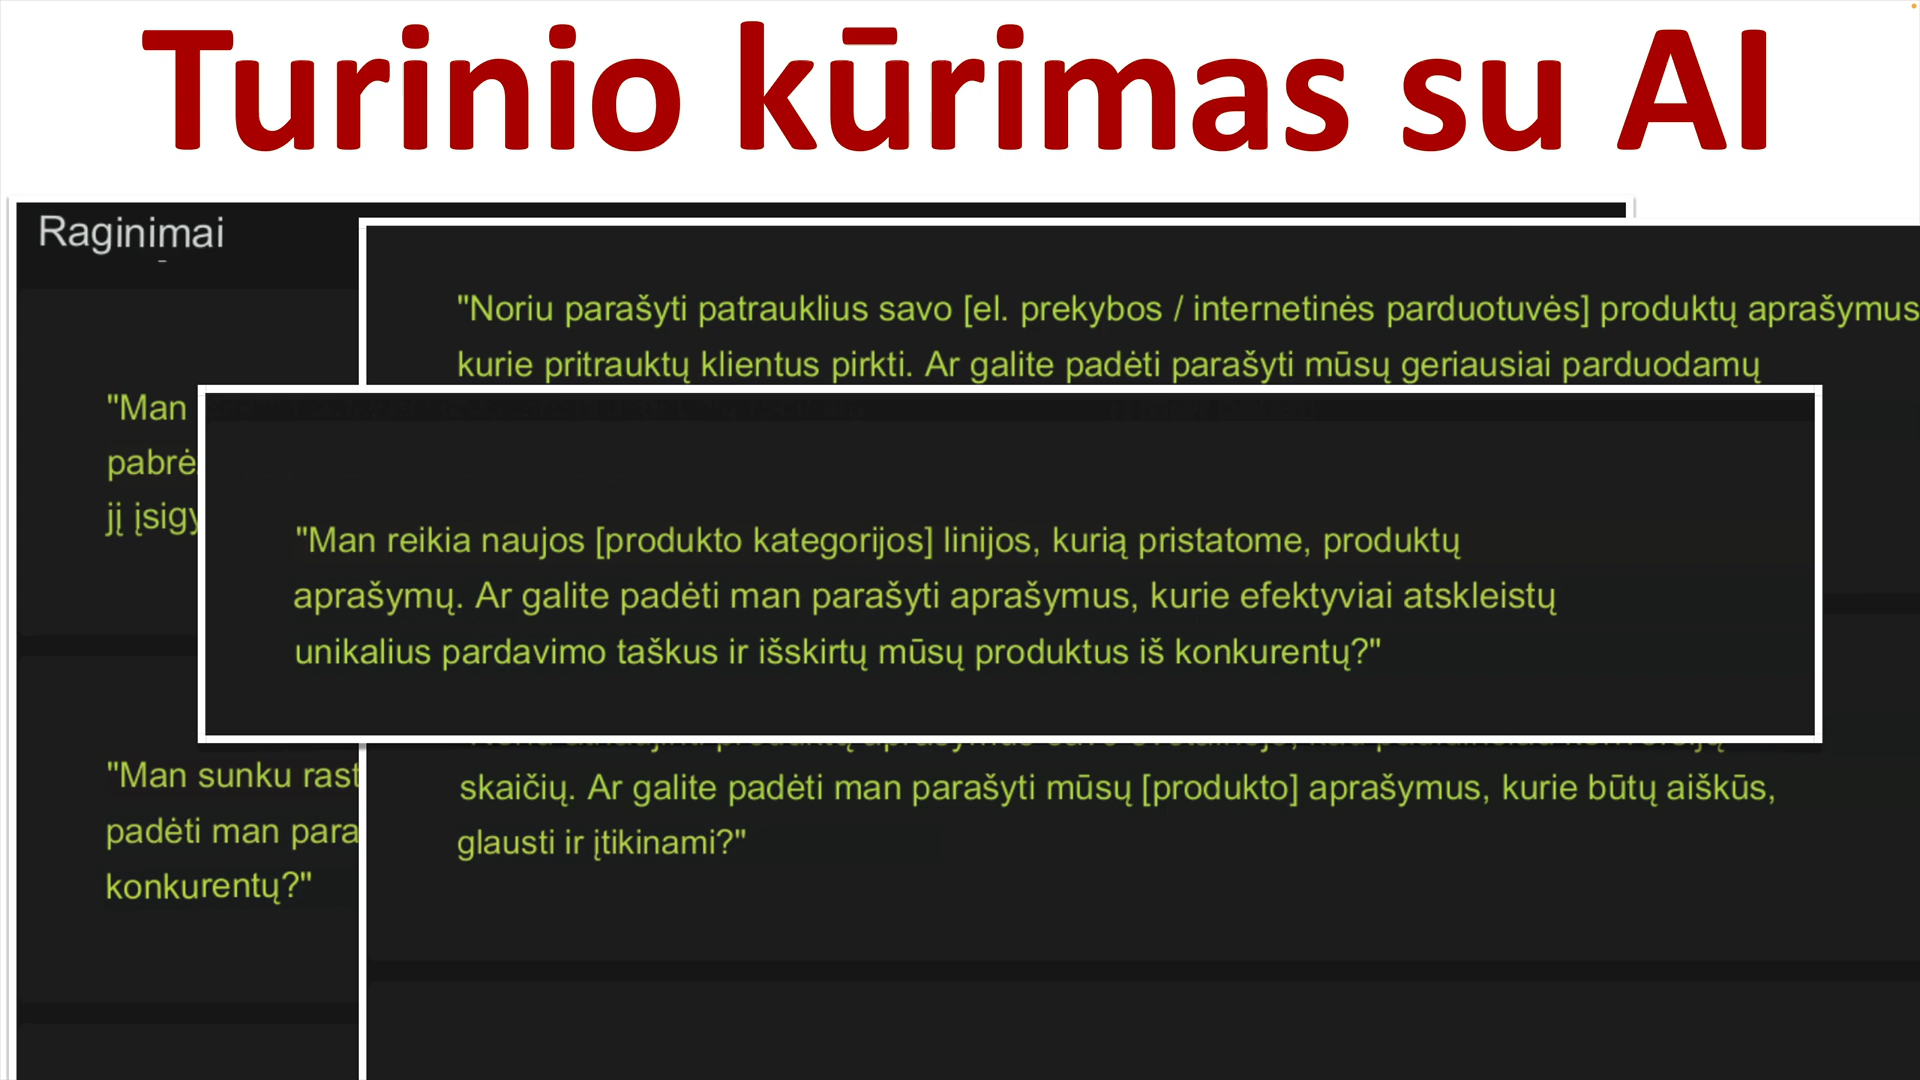 Turinio kūrimas su AI
Raginimai
"Noriu parašyti patrauklius savo [el. prekybos / internetinės parduotuvės] produktų aprašymus
kurie pritrauktų klientus pirkti. Ar galite padėti parašyti mūsų geriausiai parduodamų
"Man
pabrė
jį įsigy
"Man reikia naujos [produkto kategorijos] linijos, kurią pristatome, produktų
aprašymų. Ar galite padėti man parašyti aprašymus, kurie efektyviai atskleistų
unikalius pardavimo taškus ir išskirtų mūsų produktus iš konkurentų?"
"Man sunku rast
padėti man para
konkurentų?"
skaičių. Ar galite padėti man parašyti mūsų [produkto] aprašymus, kurie būtų aiškūs,
glausti ir įtikinami?"